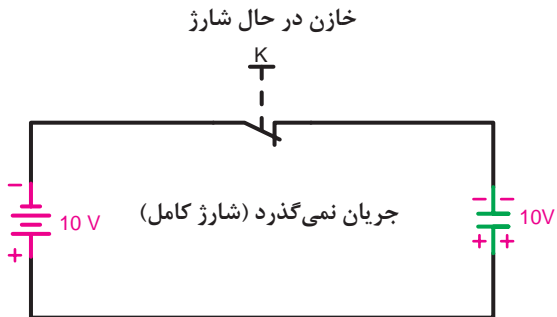 خازن در حال شارژ
K
−
− −
10 V
جریان نمی‌گذرد (شارژ کامل)
10V
+
+ +